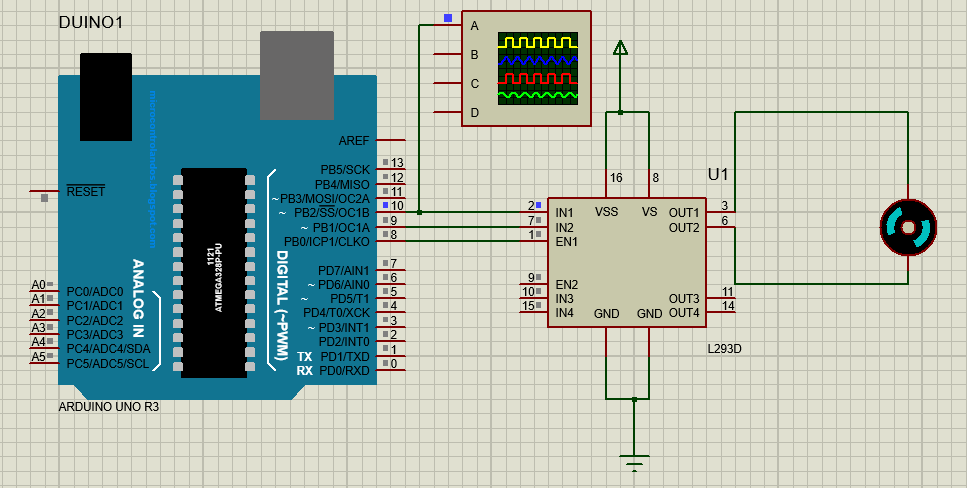 DUINO1
microcontrolandos.blogspot.com
RESET
AREF
PB5/SCK 13
PB4/MISO 12
~ PB3/MOSI/OC2A 11
~ PB2/SS/OC1B 10
~ PB1/OC1A 9
PB0/ICP1/CLKO 8
PD7/AIN1 7
~ PD6/AIN0 6
~ PD5/T1 5
PD4/T0/XCK 4
~ PD3/INT1 3
PD2/INT0 2
TX PD1/TXD 1
RX PD0/RXD 0
1121
ATMEGA328P-PU
DIGITAL (~PWM)
ANALOG IN
A0 PC0/ADC0
A1 PC1/ADC1
A2 PC2/ADC2
A3 PC3/ADC3
A4 PC4/ADC4/SDA
A5 PC5/ADC5/SCL
ARDUINO UNO R3
A
B
C
D
U1
16 8
VSS VS
2 IN1
7 IN2
1 EN1
9 EN2
10 IN3
15 IN4
OUT1 3
OUT2 6
OUT3 11
OUT4 14
GND GND
L293D